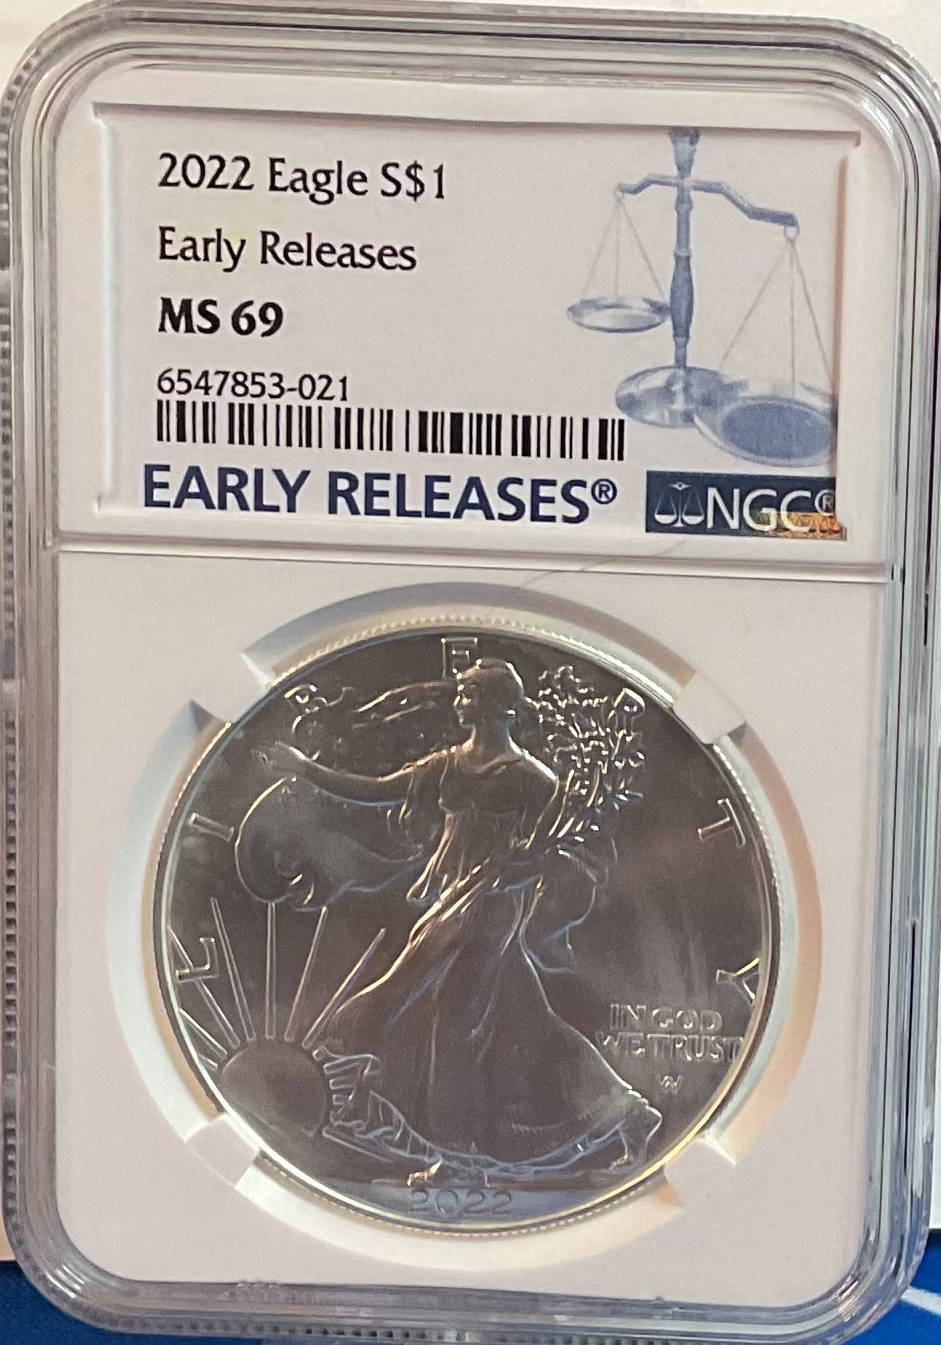 2022 Eagle S$1
Early Releases
MS 69
6547853-021
EARLY RELEASES® NGC®
LIBERTY
IN GOD
WE TRUST
2022